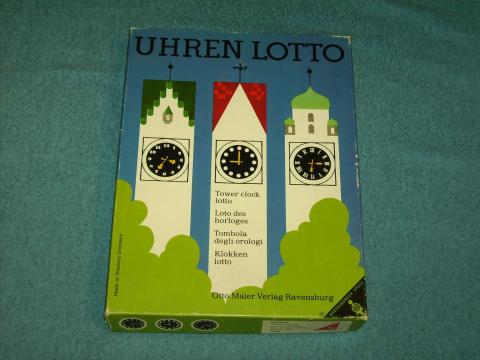 UHREN LOTTO
Tower clock
lotto
Loto des
horloges
Tombola
degli orologi
Klokken
lotto
Otto Maier Verlag Ravensburg
Made in Western Germany